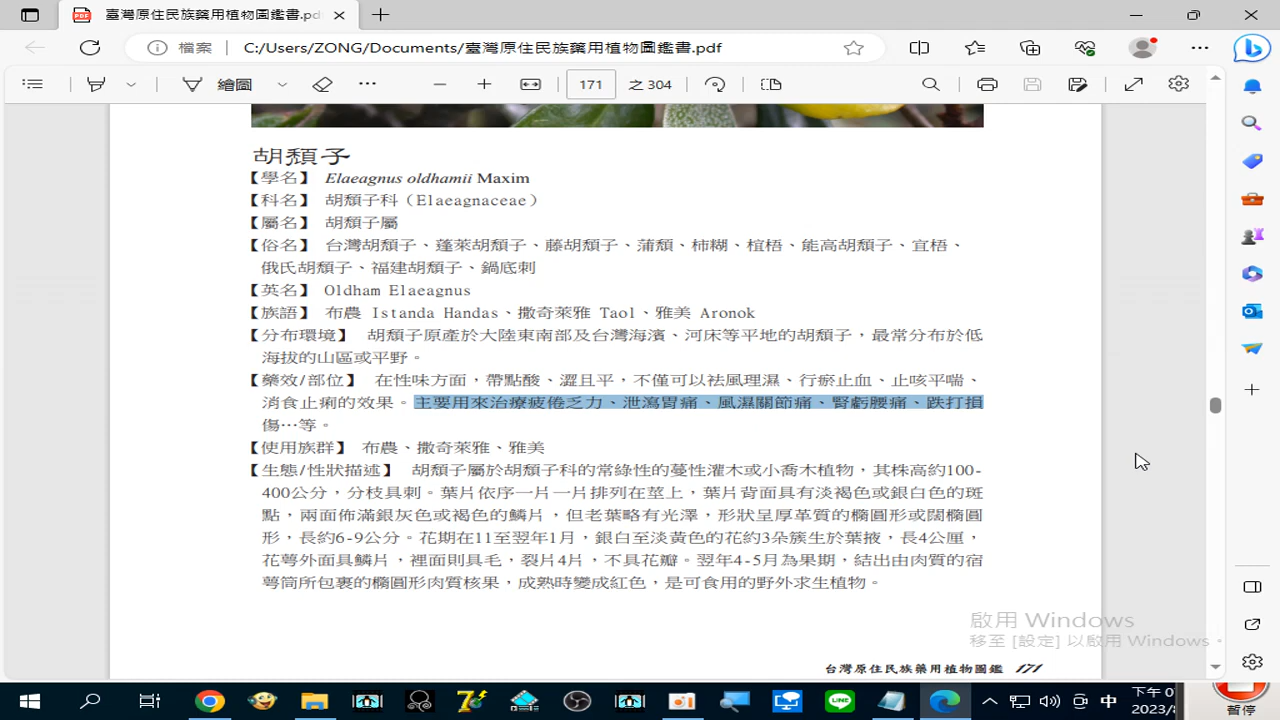 臺灣原住民族藥用植物圖鑑書.pdf
檔案 C:/Users/ZONG/Documents/臺灣原住民族藥用植物圖鑑書.pdf
繪圖 171 之 304
胡頹子
【學名】 Elaeagnus oldhamii Maxim
【科名】 胡頹子科（Elaeagnaceae）
【屬名】 胡頹子屬
【俗名】 台灣胡頹子、蓬萊胡頹子、藤胡頹子、蒲頹、柿糊、楦梧、能高胡頹子、宜梧、
俄氏胡頹子、福建胡頹子、鍋底刺
【英名】 Oldham Elaeagnus
【族語】 布農 Istanda Handas、撒奇萊雅 Taol、雅美 Aronok
【分布環境】 胡頹子原產於大陸東南部及台灣海濱、河床等平地的胡頹子，最常分布於低
海拔的山區或平野。
【藥效/部位】 在性味方面，帶點酸、澀且平，不僅可以袪風理濕、行瘀止血、止咳平喘、
消食止痢的效果。主要用來治療疲倦乏力、泄瀉胃痛、風濕關節痛、腎虧腰痛、跌打損
傷…等。
【使用族群】 布農、撒奇萊雅、雅美
【生態/性狀描述】 胡頹子屬於胡頹子科的常綠性的蔓性灌木或小喬木植物，其株高約100-
400公分，分枝具刺。葉片依序一片一片排列在莖上，葉片背面具有淡褐色或銀白色的斑
點，兩面佈滿銀灰色或褐色的鱗片，但老葉略有光澤，形狀呈厚革質的橢圓形或闊橢圓
形，長約6-9公分。花期在11至翌年1月，銀白至淡黃色的花約3朵簇生於葉掖，長4公厘，
花萼外面具鱗片，裡面則具毛，裂片4片，不具花瓣。翌年4-5月為果期，結出由肉質的宿
萼筒所包裹的橢圓形肉質核果，成熟時變成紅色，是可食用的野外求生植物。
啟用 Windows
移至 [設定] 以啟用 Windows。
台灣原住民族藥用植物圖鑑 171
中 下午 0
2023/8
暫停